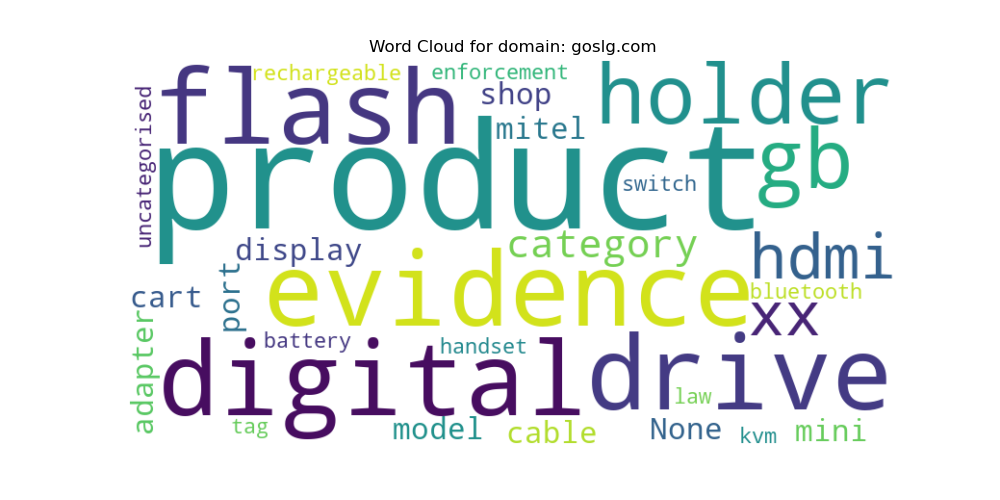 Word Cloud for domain: goslg.com
rechargeable
enforcement
flash
shop
holder
uncategorised
mitel
product
gb
switch
display
category
hdmi
evidence
port
cart
bluetooth
xx
adapter
battery
handset
digital
drive
law
tag
model
cable
None
kvm
mini